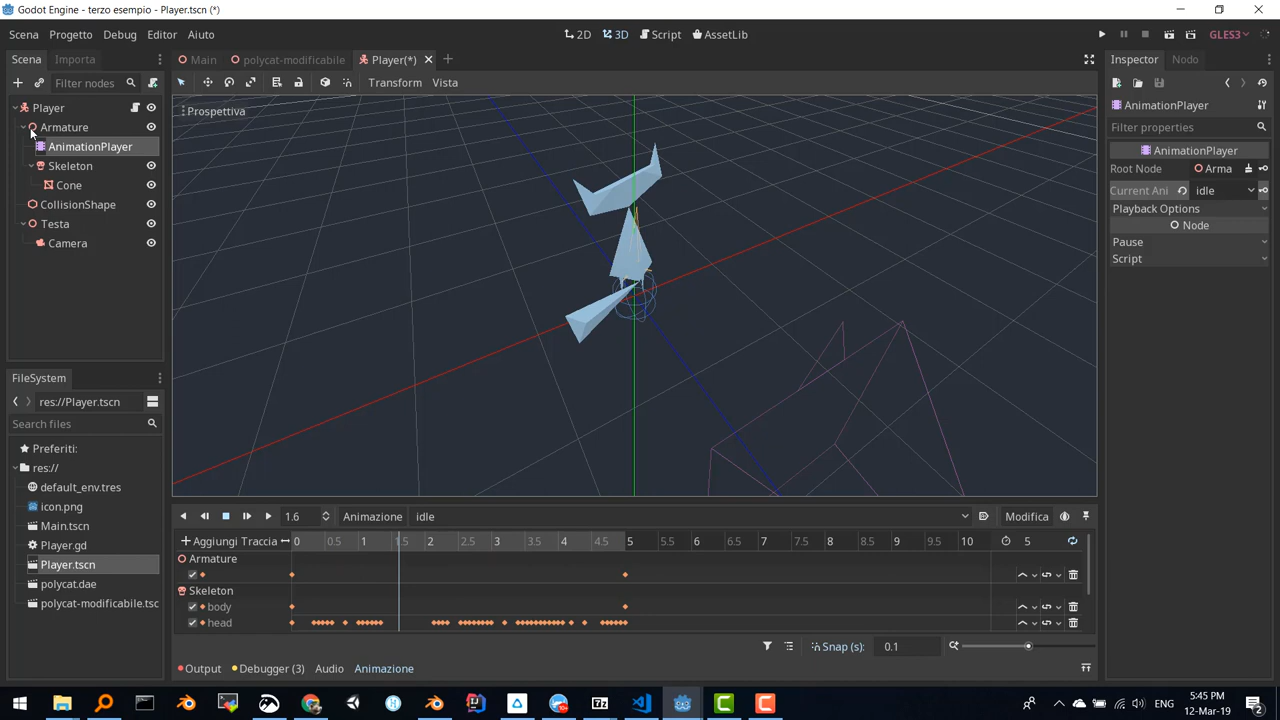 Godot Engine - terzo esempio - Player.tscn (*)
Scena Progetto Debug Editor Aiuto
2D 3D Script AssetLib
GLES3
Scena Importa
Filter nodes
Player
Armature
AnimationPlayer
Skeleton
Cone
CollisionShape
Testa
Camera
FileSystem
res://Player.tscn
Search files
Preferiti:
res://
default_env.tres
icon.png
Main.tscn
Player.gd
Player.tscn
polycat.dae
polycat-modificabile.tsc
Main polycat-modificabile Player(*)
Transform Vista
Prospettiva
1.6 Animazione idle Modifica
Aggiungi Traccia 0 0.5 1 1.5 2 2.5 3 3.5 4 4.5 5 5.5 6 6.5 7 8 9 10 5
Armature
Skeleton
body
head
Snap (s): 0.1
Output Debugger (3) Audio Animazione
Inspector Nodo
AnimationPlayer
Filter properties
AnimationPlayer
Root Node Arma
Current Ani idle
Playback Options
Node
Pause
Script
ENG
5:45 PM
12-Mar-19
2